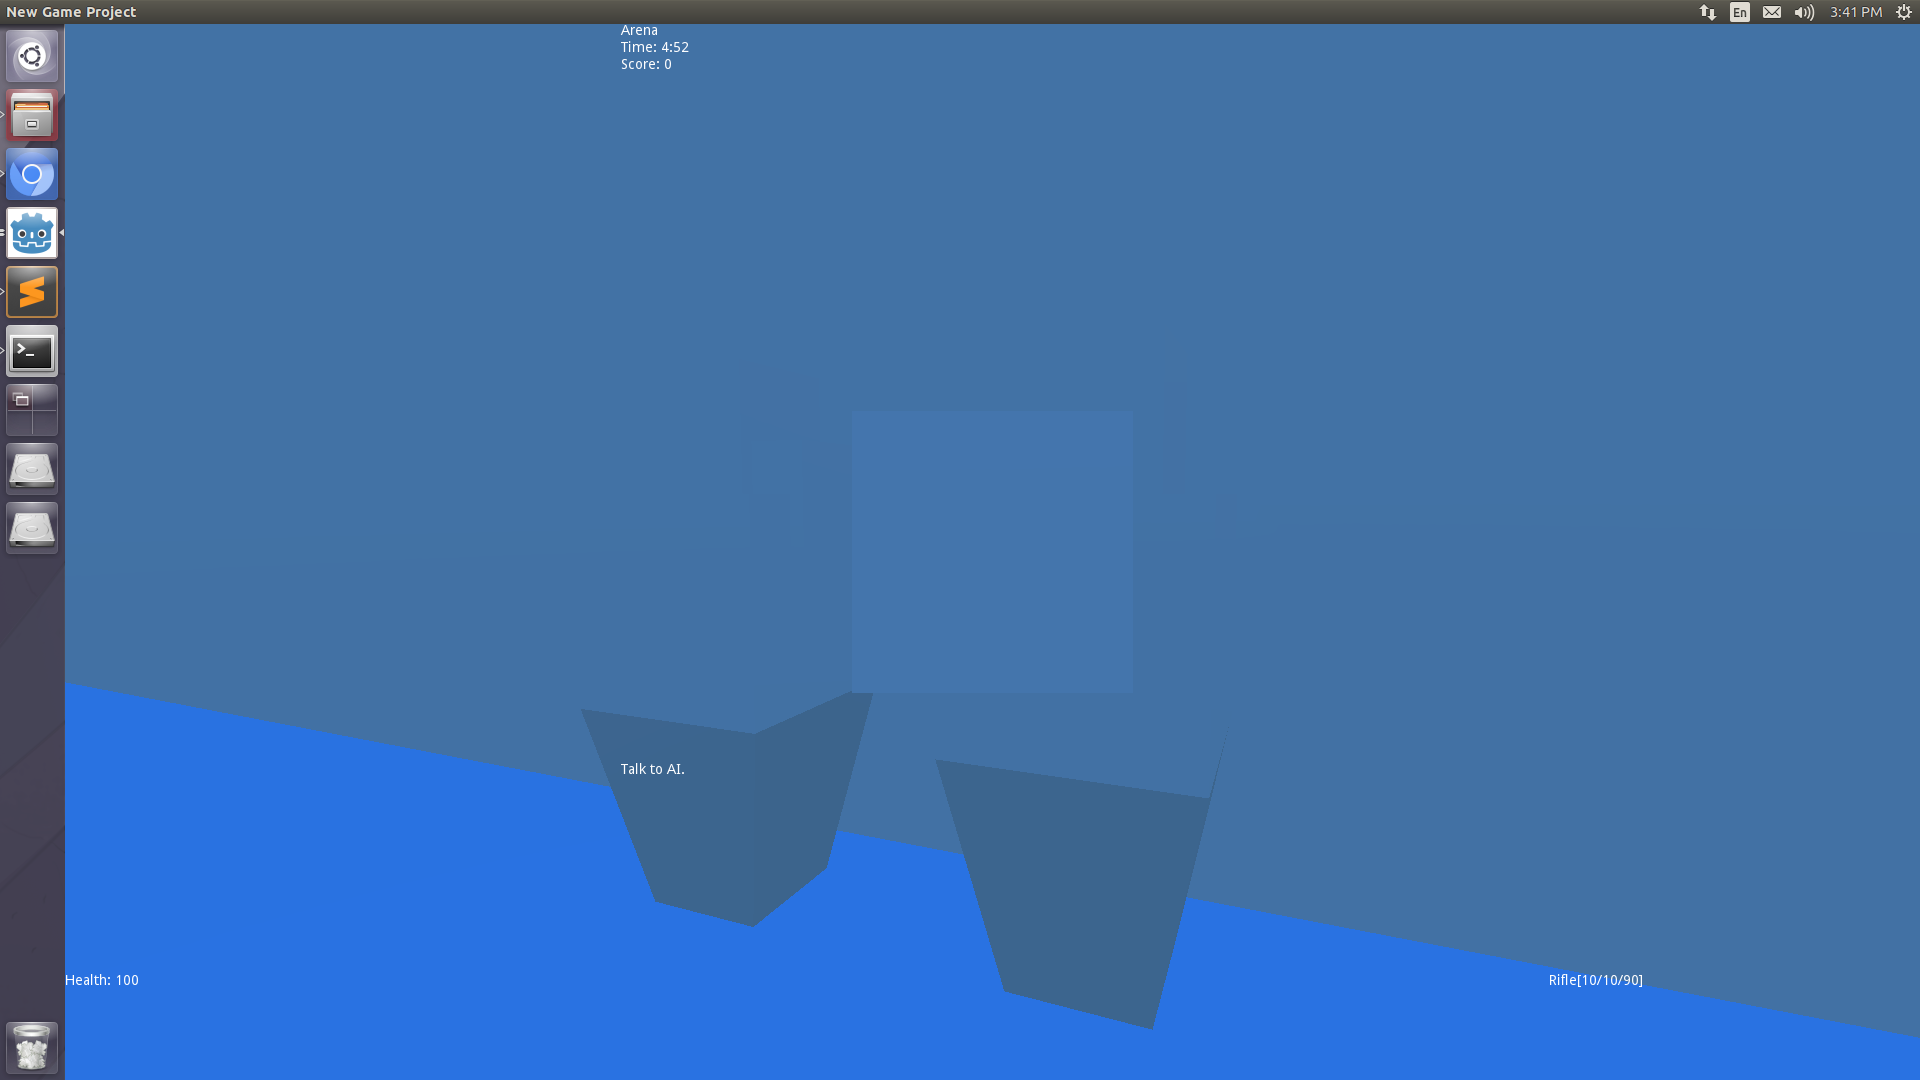 New Game Project
En
3:41 PM
Arena
Time: 4:52
Score: 0
Talk to AI.
Health: 100
Rifle[10/10/90]